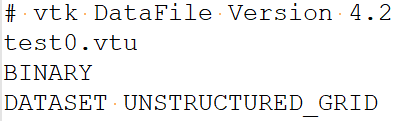 # vtk DataFile Version 4.2
test0.vtu
BINARY
DATASET UNSTRUCTURED_GRID